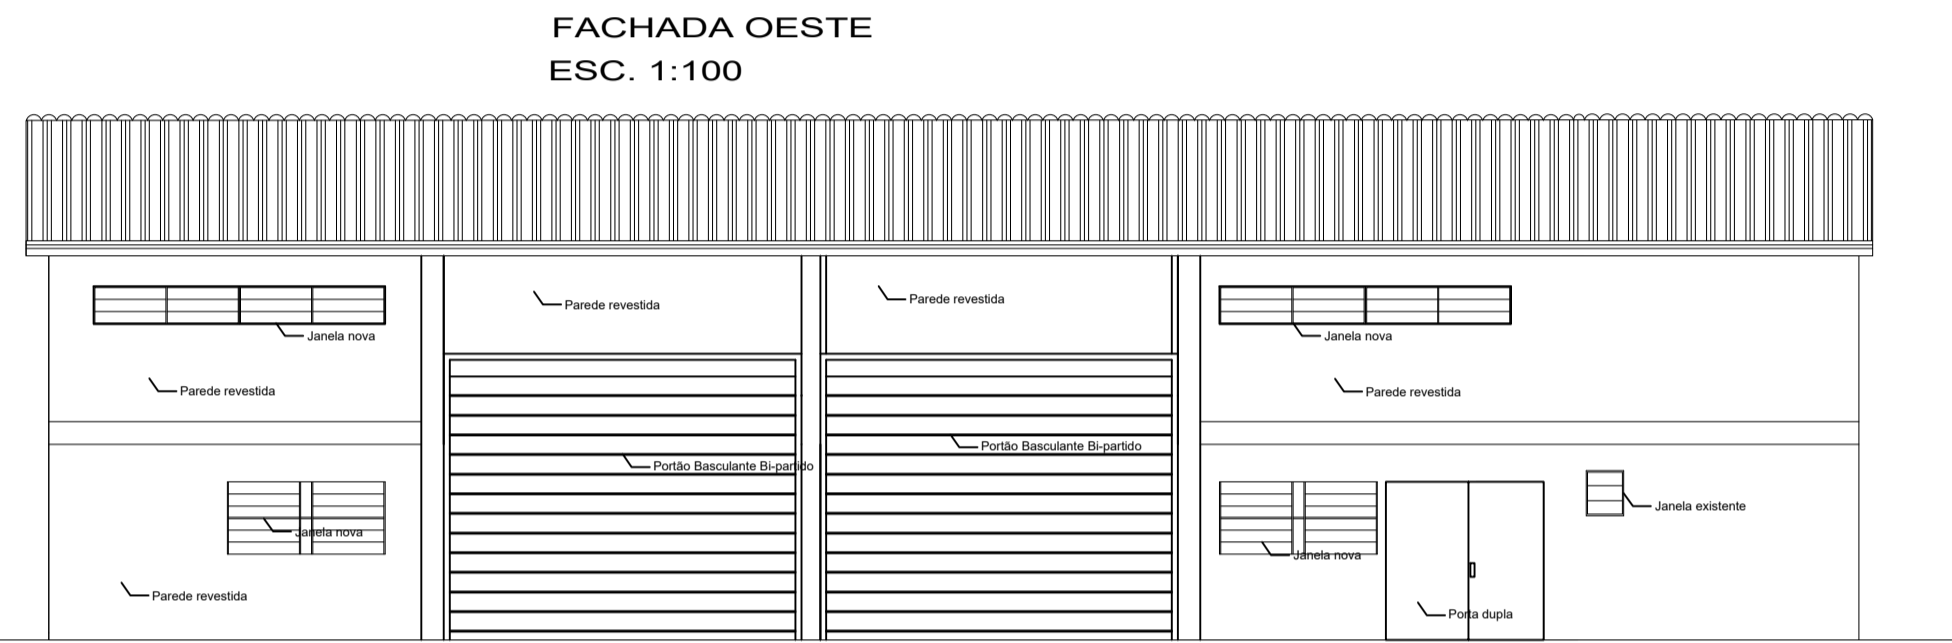 FACHADA OESTE
ESC. 1:100
Parede revestida
Parede revestida
Janela nova
Janela nova
Parede revestida
Parede revestida
Portão Basculante Bi-partido
Portão Basculante Bi-partido
Janela existente
Janela nova
Janela nova
Parede revestida
Porta dupla